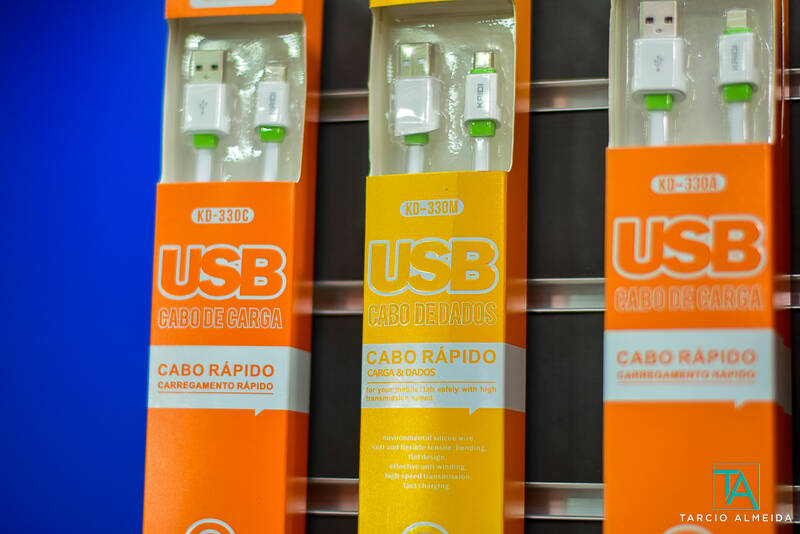 KD-330C
USB
CABO DE CARGA
CABO RÁPIDO
CARREGAMENTO RÁPIDO
KAIDI
KD-330M
USB
CABO DE DADOS
CABO RÁPIDO
CARGA & DADOS
for your mobile/tab safely with high
transmission speed
environmental silicone wire
soft and flexible tensile bending,
flat design,
effective anti winding,
high speed transmission,
fast charging.
KAIDI
KD-330A
USB
CABO DE CARGA
CABO RÁPIDO
CARREGAMENTO RÁPIDO
TA
TARCIO ALMEIDA